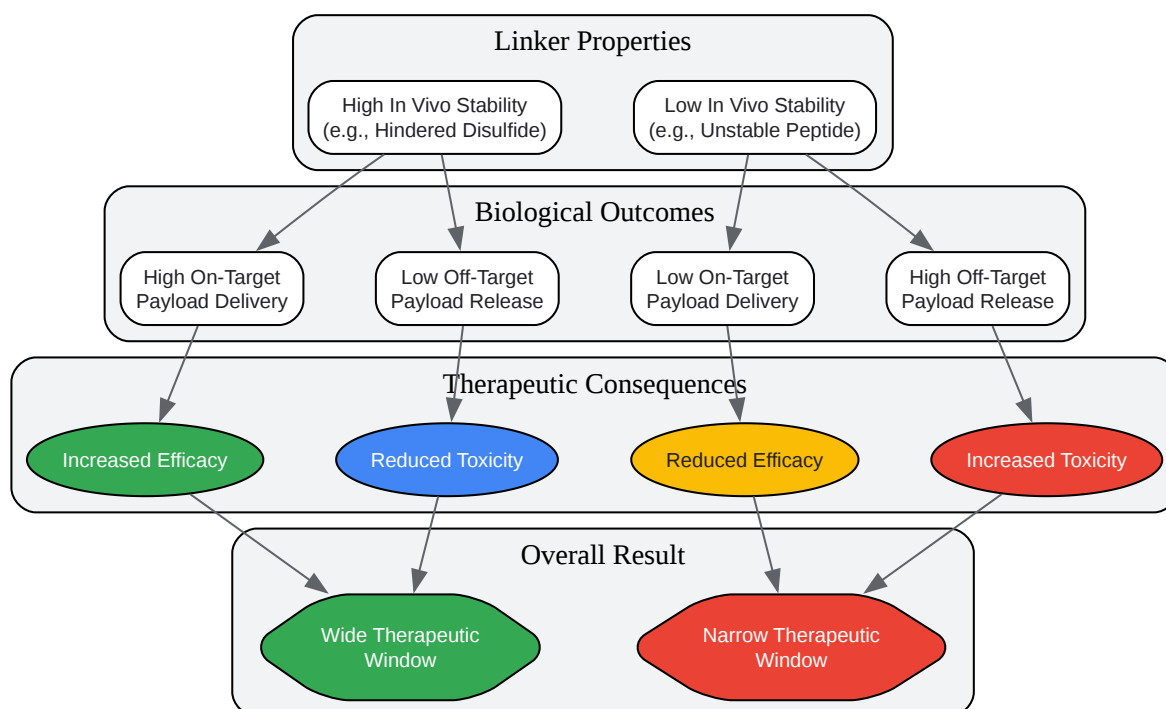 Linker Properties
High In Vivo Stability
(e.g., Hindered Disulfide)
Low In Vivo Stability
(e.g., Unstable Peptide)
Biological Outcomes
High On-Target
Payload Delivery
Low Off-Target
Payload Release
Low On-Target
Payload Delivery
High Off-Target
Payload Release
Therapeutic Consequences
Increased Efficacy
Reduced Toxicity
Reduced Efficacy
Increased Toxicity
Overall Result
Wide Therapeutic
Window
Narrow Therapeutic
Window